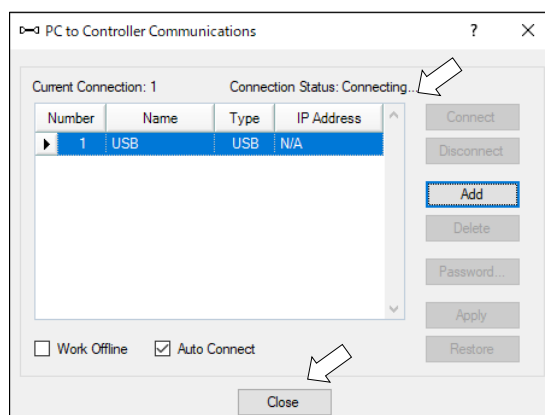 PC to Controller Communications ?
Current Connection: 1 Connection Status: Connecting...
Number Name Type IP Address
1 USB USB N/A
Connect
Disconnect
Add
Delete
Password...
Apply
Restore
Work Offline Auto Connect
Close